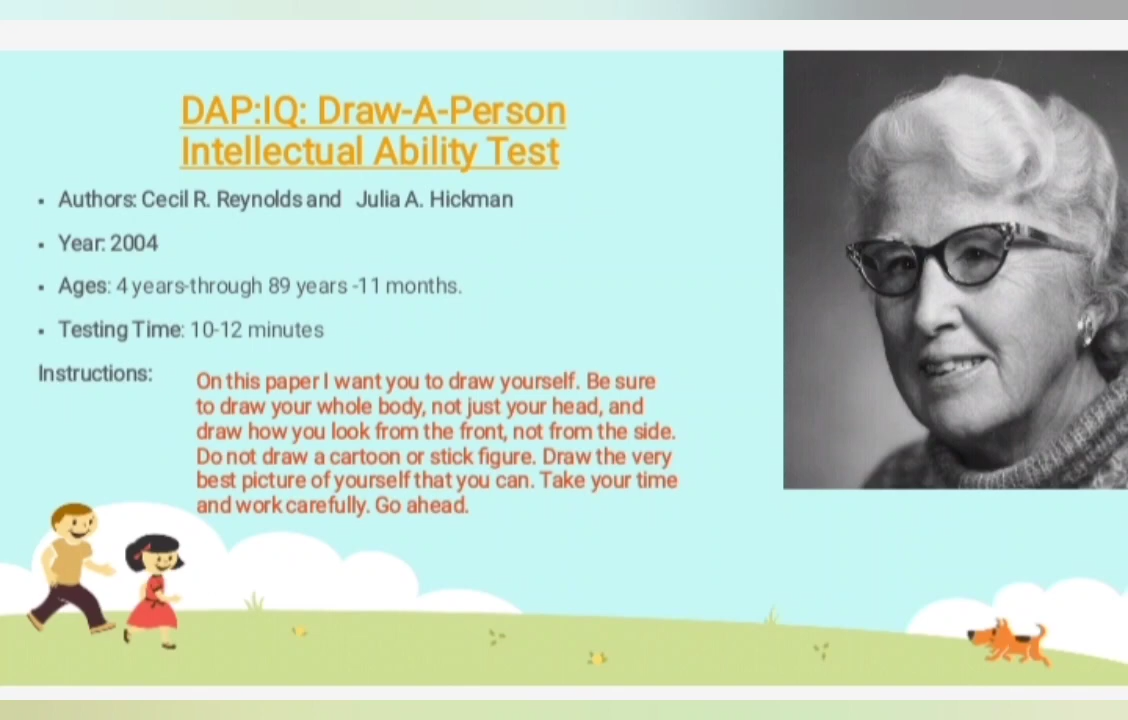 DAP:IQ: Draw-A-Person
Intellectual Ability Test
• Authors: Cecil R. Reynolds and Julia A. Hickman
• Year: 2004
• Ages: 4 years-through 89 years -11 months.
• Testing Time: 10-12 minutes
Instructions:
On this paper I want you to draw yourself. Be sure
to draw your whole body, not just your head, and
draw how you look from the front, not from the side.
Do not draw a cartoon or stick figure. Draw the very
best picture of yourself that you can. Take your time
and work carefully. Go ahead.